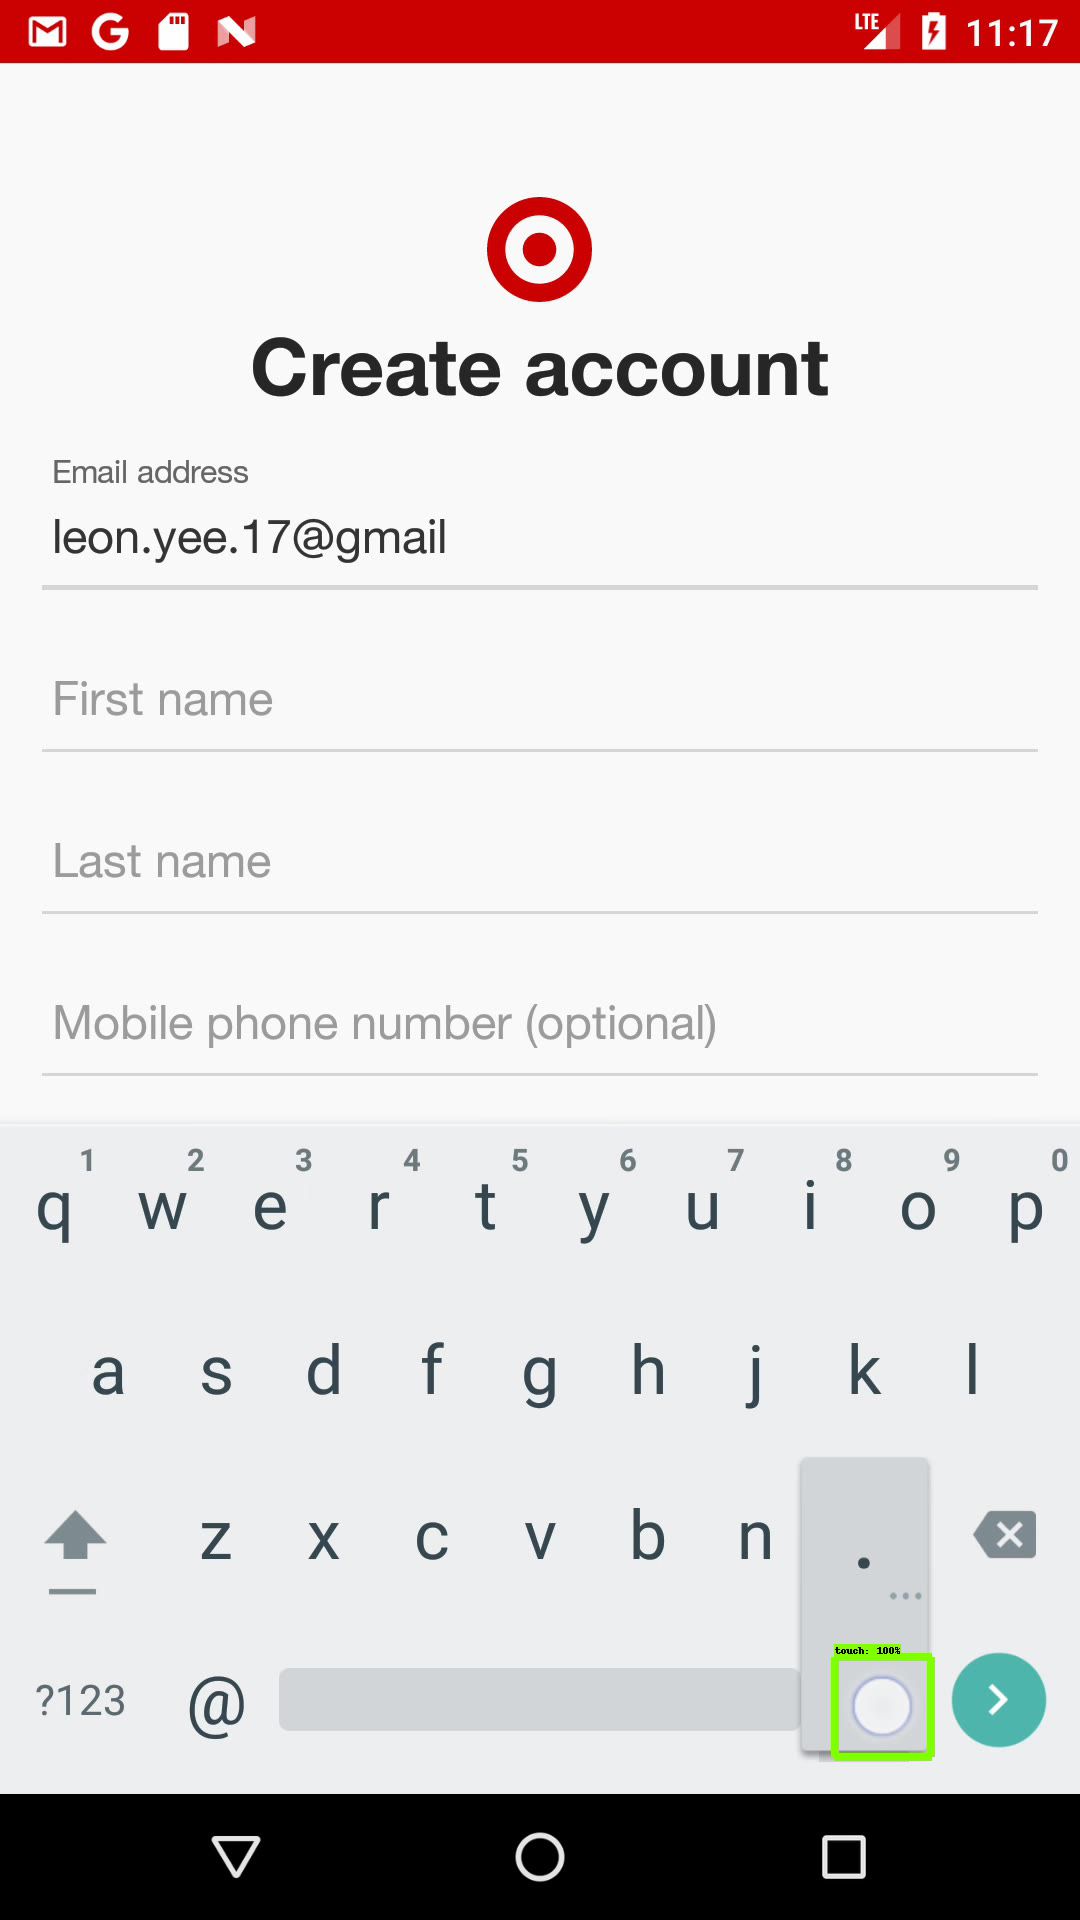 LTE 11:17
Create account
Email address
leon.yee.17@gmail
First name
Last name
Mobile phone number (optional)
1 2 3 4 5 6 7 8 9 0
q w e r t y u i o p
a s d f g h j k l
z x c v b n .
touch: 100%
?123 @